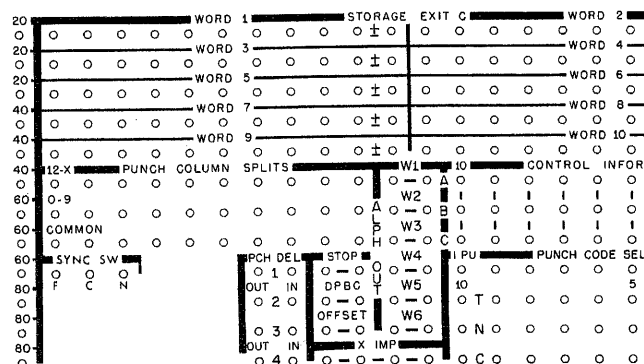 20 WORD 1 STORAGE EXIT C WORD 2
±
20 WORD 3 WORD 4
±
20 WORD 5 WORD 6
±
40 WORD 7 WORD 8
±
40 WORD 9 WORD 10
±
40 12-X PUNCH COLUMN SPLITS W1 10 CONTROL INFOR
60 0-9 W2
60 COMMON W3
ALPH OUT
A B C
60 SYNC SW PCH DEL STOP W4 I PU PUNCH CODE SEL
80 F C N 1
OUT IN DPBC W5 10 5
80 2 T
OFFSET W6
80 3 N
OUT IN X IMP
80 4 C